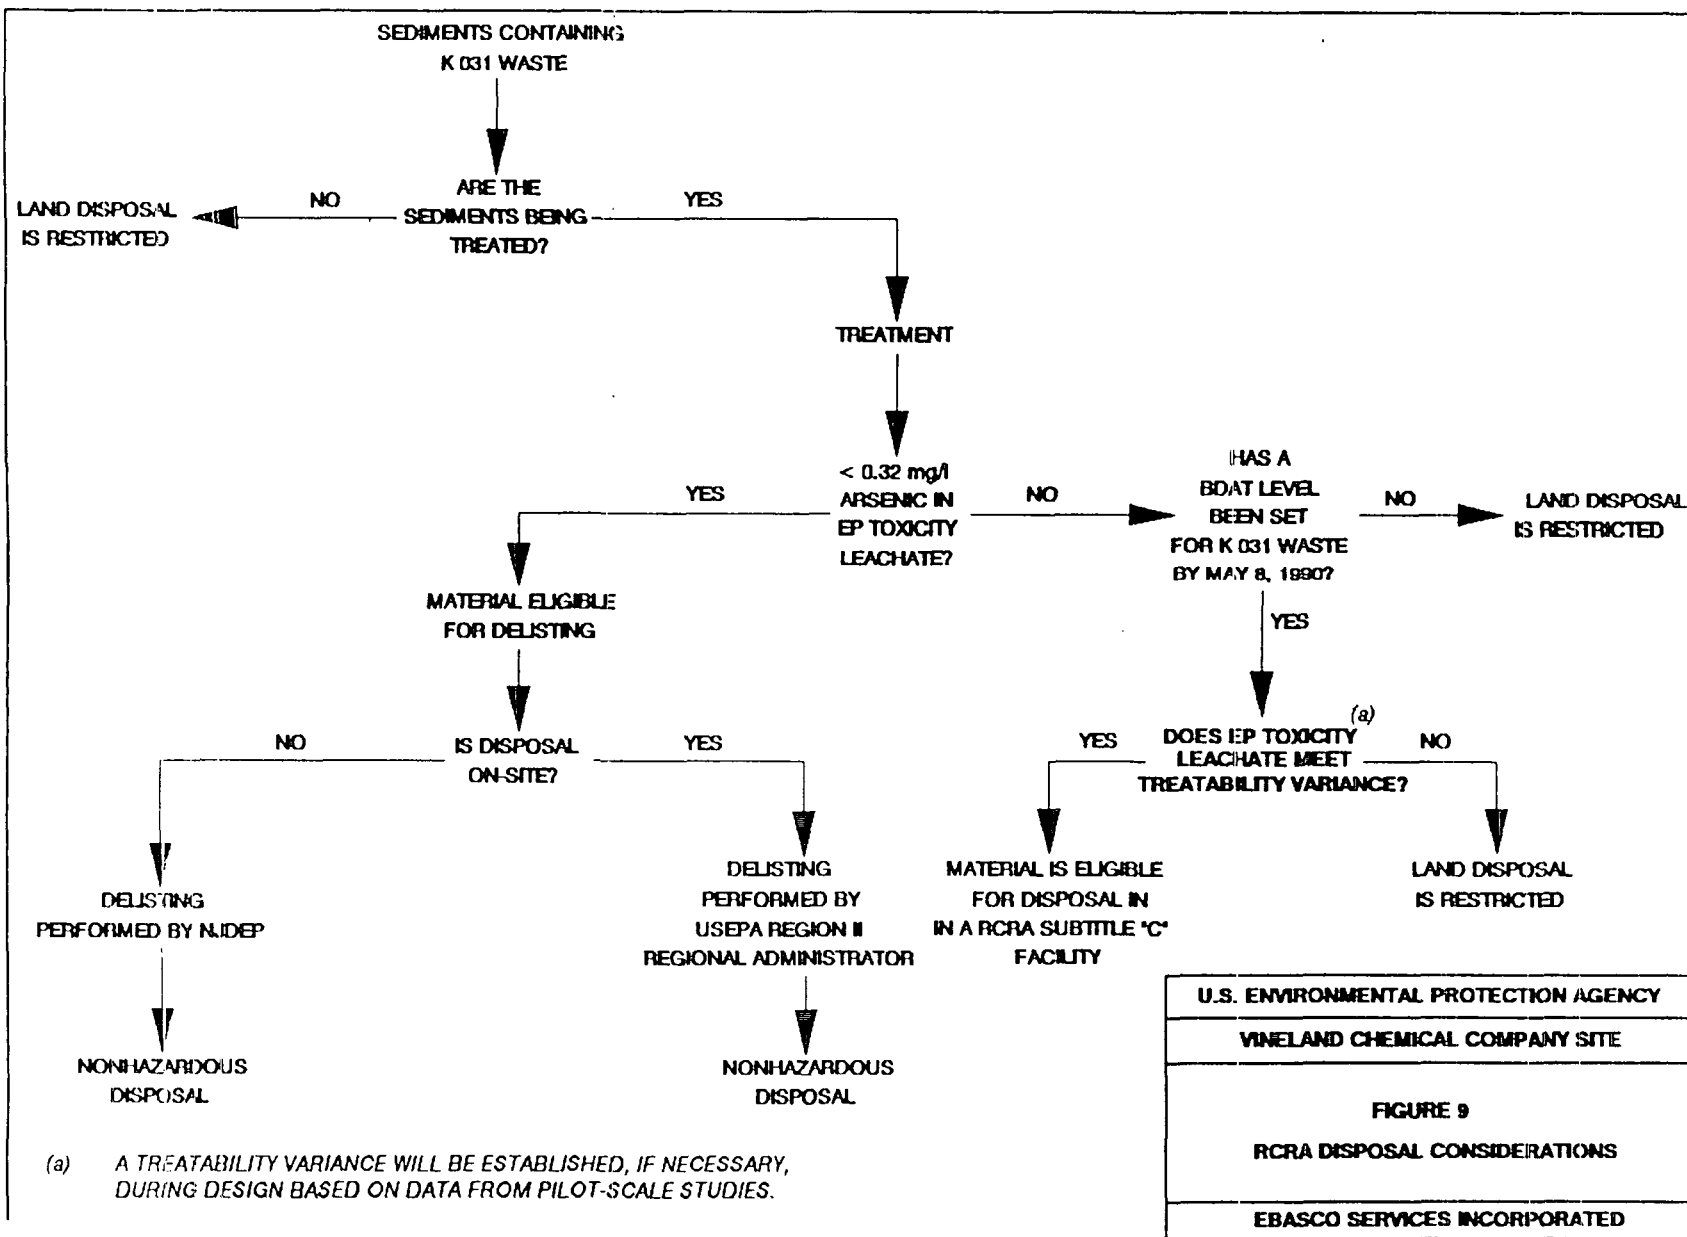 SEDIMENTS CONTAINING
K 031 WASTE
ARE THE
SEDIMENTS BEING
TREATED?
NO
YES
LAND DISPOSAL
IS RESTRICTED
TREATMENT
< 0.32 mg/l
ARSENIC IN
EP TOXICITY
LEACHATE?
YES
NO
HAS A
BDAT LEVEL
BEEN SET
FOR K 031 WASTE
BY MAY 8, 1990?
NO
LAND DISPOSAL
IS RESTRICTED
YES
MATERIAL ELIGIBLE
FOR DELISTING
IS DISPOSAL
ON-SITE?
NO
YES
(a)
DOES EP TOXICITY
LEACHATE MEET
TREATABILITY VARIANCE?
YES
NO
DELISTING
PERFORMED BY NJDEP
DELISTING
PERFORMED BY
USEPA REGION II
REGIONAL ADMINISTRATOR
MATERIAL IS ELIGIBLE
FOR DISPOSAL IN
IN A RCRA SUBTITLE "C"
FACILITY
LAND DISPOSAL
IS RESTRICTED
NONHAZARDOUS
DISPOSAL
NONHAZARDOUS
DISPOSAL
(a) A TREATABILITY VARIANCE WILL BE ESTABLISHED, IF NECESSARY,
DURING DESIGN BASED ON DATA FROM PILOT-SCALE STUDIES.
U.S. ENVIRONMENTAL PROTECTION AGENCY
VINELAND CHEMICAL COMPANY SITE
FIGURE 9
RCRA DISPOSAL CONSIDERATIONS
EBASCO SERVICES INCORPORATED